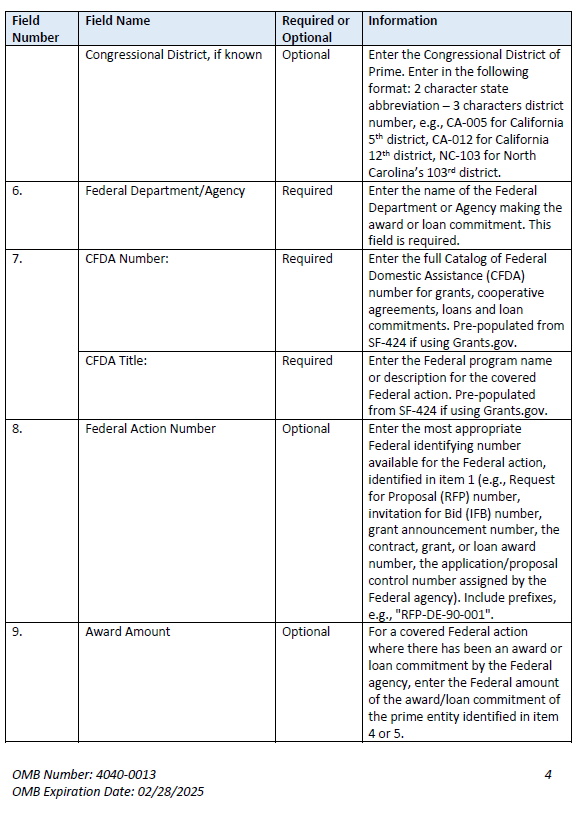 Field Number
Field Name
Required or Optional
Information
Congressional District, if known
Optional
Enter the Congressional District of
Prime. Enter in the following
format: 2 character state
abbreviation – 3 characters district
number, e.g., CA-005 for California
5th district, CA-012 for California
12th district, NC-103 for North
Carolina's 103rd district.
6.
Federal Department/Agency
Required
Enter the name of the Federal
Department or Agency making the
award or loan commitment. This
field is required.
7.
CFDA Number:
Required
Enter the full Catalog of Federal
Domestic Assistance (CFDA)
number for grants, cooperative
agreements, loans and loan
commitments. Pre-populated from
SF-424 if using Grants.gov.
CFDA Title:
Required
Enter the Federal program name
or description for the covered
Federal action. Pre-populated
from SF-424 if using Grants.gov.
8.
Federal Action Number
Optional
Enter the most appropriate
Federal identifying number
available for the Federal action,
identified in item 1 (e.g., Request
for Proposal (RFP) number,
invitation for Bid (IFB) number,
grant announcement number, the
contract, grant, or loan award
number, the application/proposal
control number assigned by the
Federal agency). Include prefixes,
e.g., "RFP-DE-90-001".
9.
Award Amount
Optional
For a covered Federal action
where there has been an award or
loan commitment by the Federal
agency, enter the Federal amount
of the award/loan commitment of
the prime entity identified in item
4 or 5.
OMB Number: 4040-0013
4
OMB Expiration Date: 02/28/2025